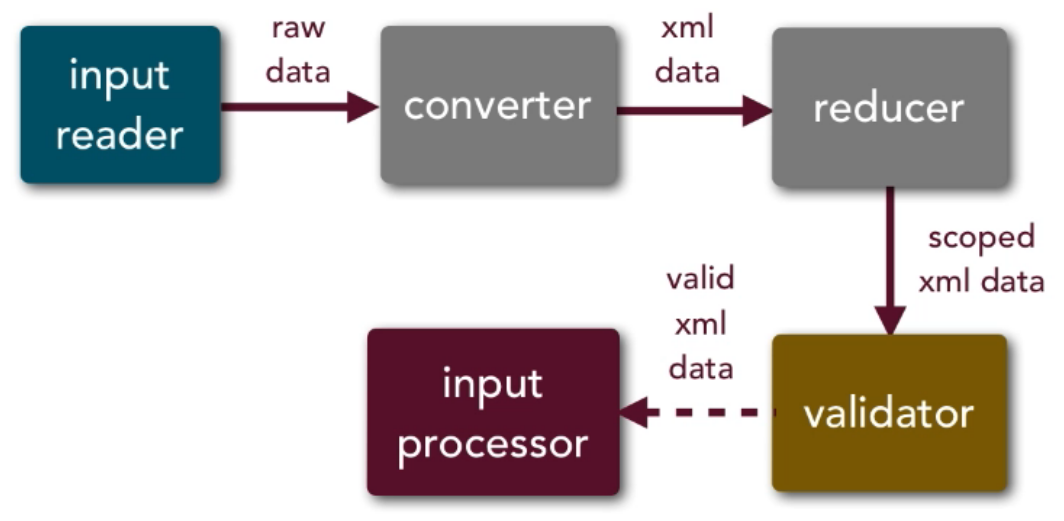 input
reader
raw
data
converter
xml
data
reducer
scoped
xml data
validator
valid
xml
data
input
processor